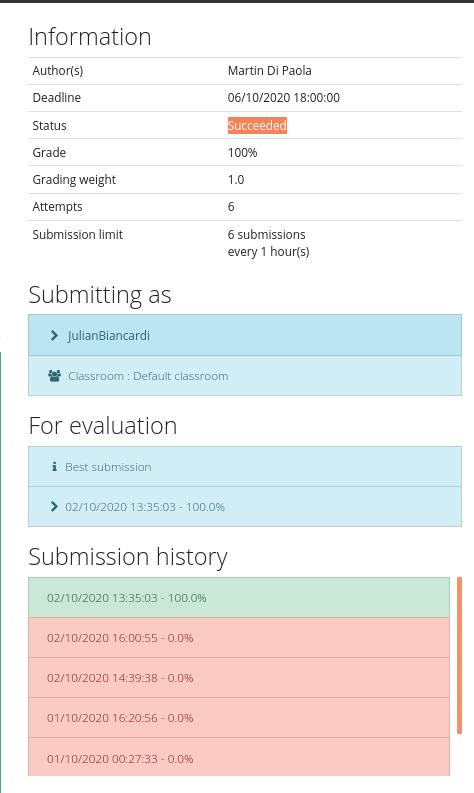 Information
Author(s) Martin Di Paola
Deadline 06/10/2020 18:00:00
Status Succeeded
Grade 100%
Grading weight 1.0
Attempts 6
Submission limit 6 submissions
every 1 hour(s)
Submitting as
JulianBiancardi
Classroom : Default classroom
For evaluation
Best submission
02/10/2020 13:35:03 - 100.0%
Submission history
02/10/2020 13:35:03 - 100.0%
02/10/2020 16:00:55 - 0.0%
02/10/2020 14:39:38 - 0.0%
01/10/2020 16:20:56 - 0.0%
01/10/2020 00:27:33 - 0.0%